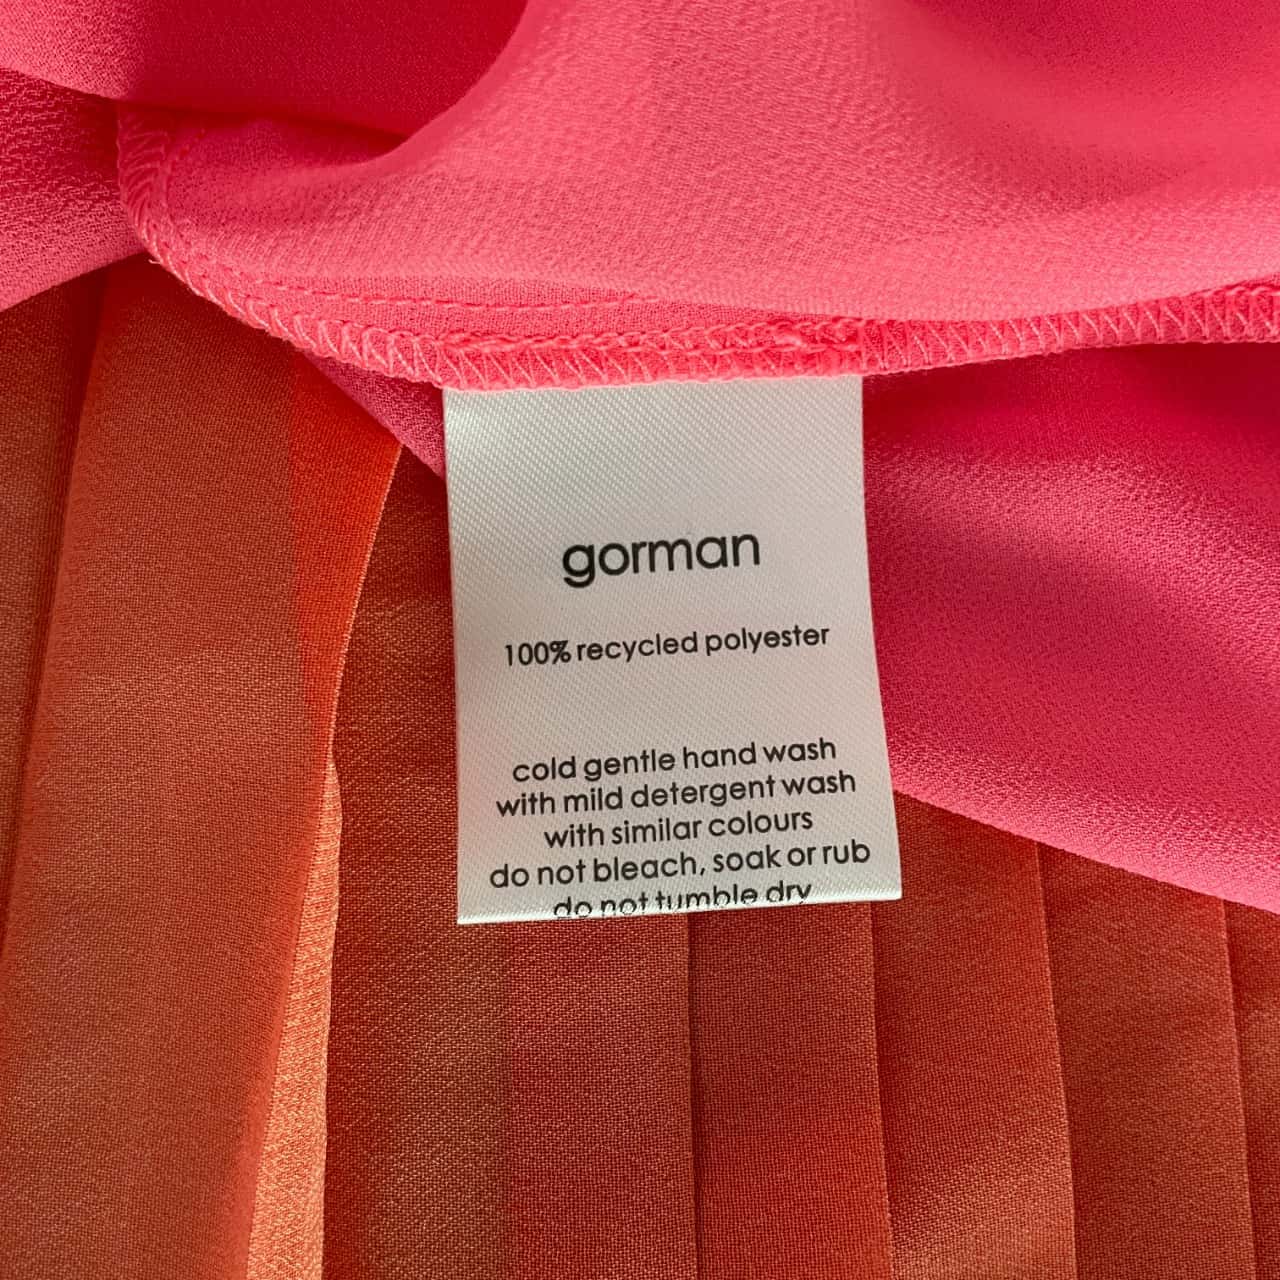 gorman
100% recycled polyester
cold gentle hand wash
with mild detergent wash
with similar colours
do not bleach, soak or rub
do not tumble dry